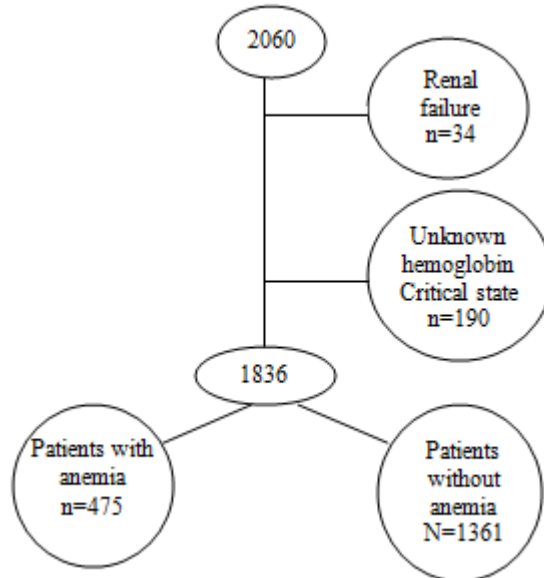 2060
Renal
failure
n=34
Unknown
hemoglobin
Critical state
n=190
1836
Patients with
anemia
n=475
Patients
without
anemia
N=1361